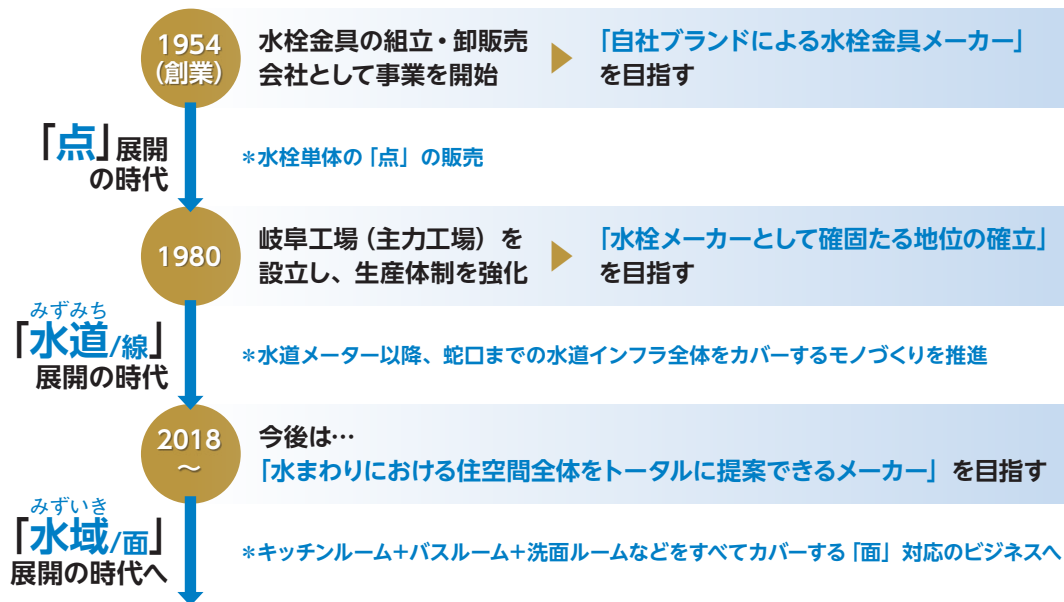 1954
(創業)
水栓金具の組立・卸販売
会社として事業を開始
「自社ブランドによる水栓金具メーカー」
を目指す
「点」展開
の時代
＊水栓単体の「点」の販売
1980
岐阜工場（主力工場）を
設立し、生産体制を強化
「水栓メーカーとして確固たる地位の確立」
を目指す
みずみち
「水道/線」
展開の時代
＊水道メーター以降、蛇口までの水道インフラ全体をカバーするモノづくりを推進
2018
～
今後は…
「水まわりにおける住空間全体をトータルに提案できるメーカー」を目指す
みずいき
「水域/面」
展開の時代へ
＊キッチンルーム＋バスルーム＋洗面ルームなどをすべてカバーする「面」対応のビジネスへ